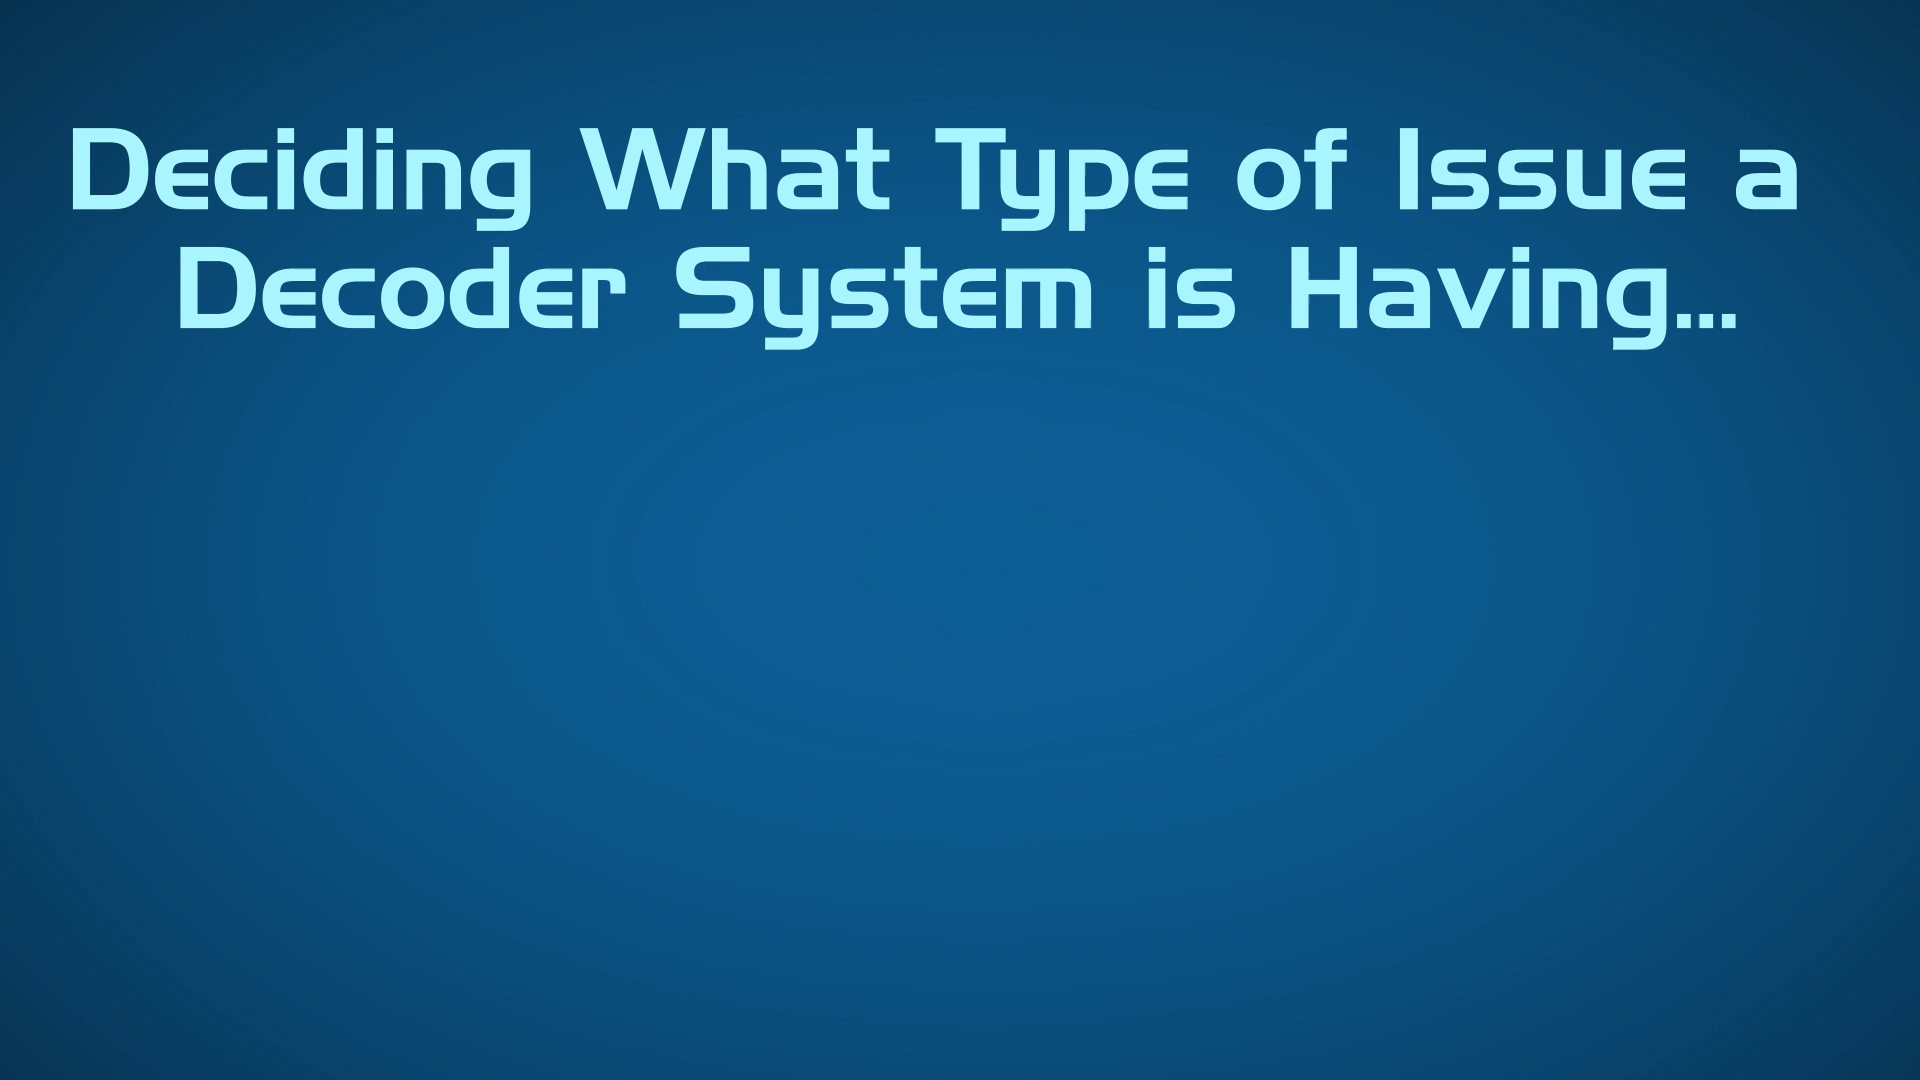 Deciding What Type of Issue a
Decoder System is Having...